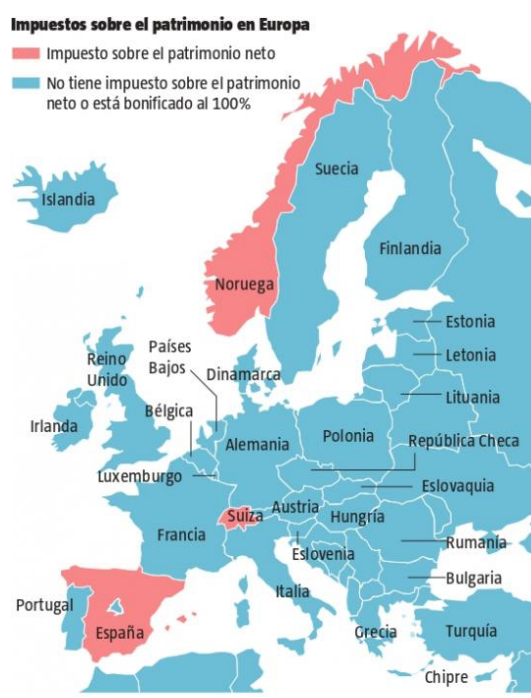 Impuestos sobre el patrimonio en Europa
Impuesto sobre el patrimonio neto
No tiene impuesto sobre el patrimonio
neto o está bonificado al 100%
Islandia
Suecia
Finlandia
Noruega
Estonia
Letonia
Lituania
Países
Bajos
Dinamarca
Reino
Unido
Irlanda
Bélgica
Luxemburgo
Alemania
Polonia
República Checa
Eslovaquia
Francia
Suiza
Austria
Hungría
Eslovenia
Rumanía
Bulgaria
Italia
Portugal
España
Grecia
Turquía
Chipre